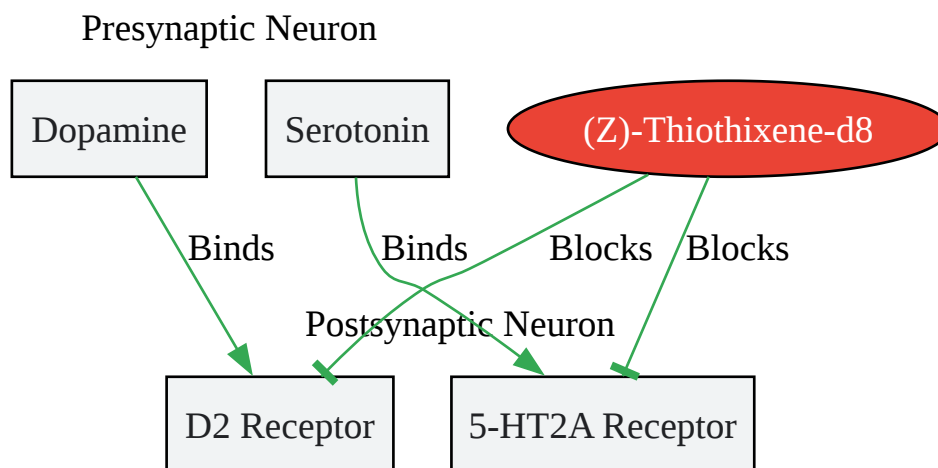 Presynaptic Neuron
Dopamine
Serotonin
(Z)-Thiothixene-d8
Binds
Binds
Blocks
Blocks
Postsynaptic Neuron
D2 Receptor
5-HT2A Receptor